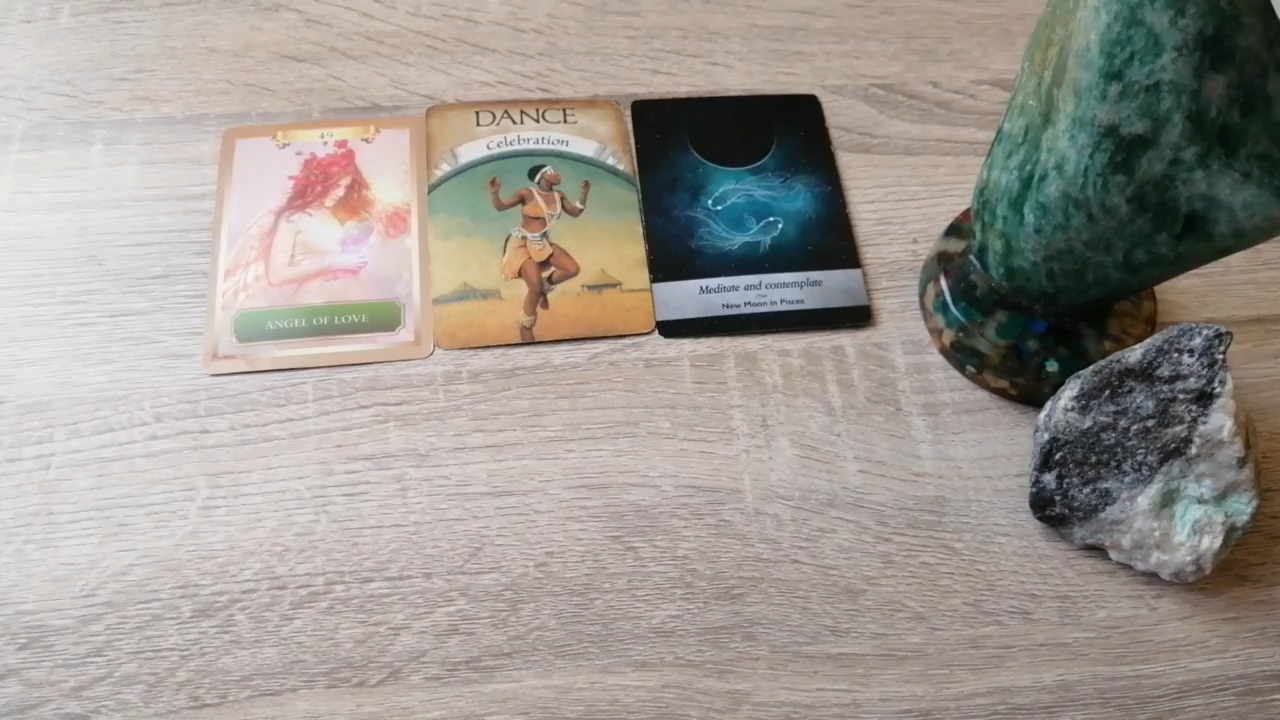 49
ANGEL OF LOVE
DANCE
Celebration
Meditate and contemplate
New Moon in Pisces